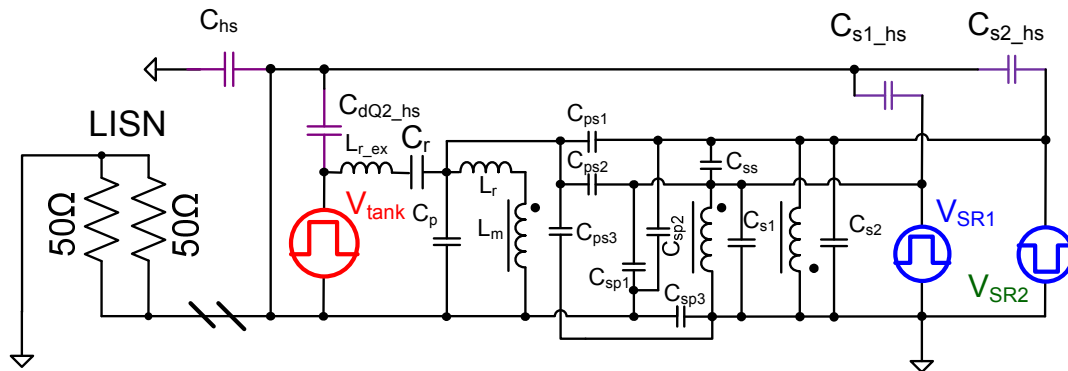 C_hs
C_s1_hs
C_s2_hs
LISN
C_dQ2_hs
L_r_ex
C_r
C_ps1
C_ps2
C_ss
50Ω
50Ω
V_tank
C_p
L_r
L_m
C_ps3
C_sp2
C_s1
C_s2
V_SR1
C_sp1
C_sp3
V_SR2